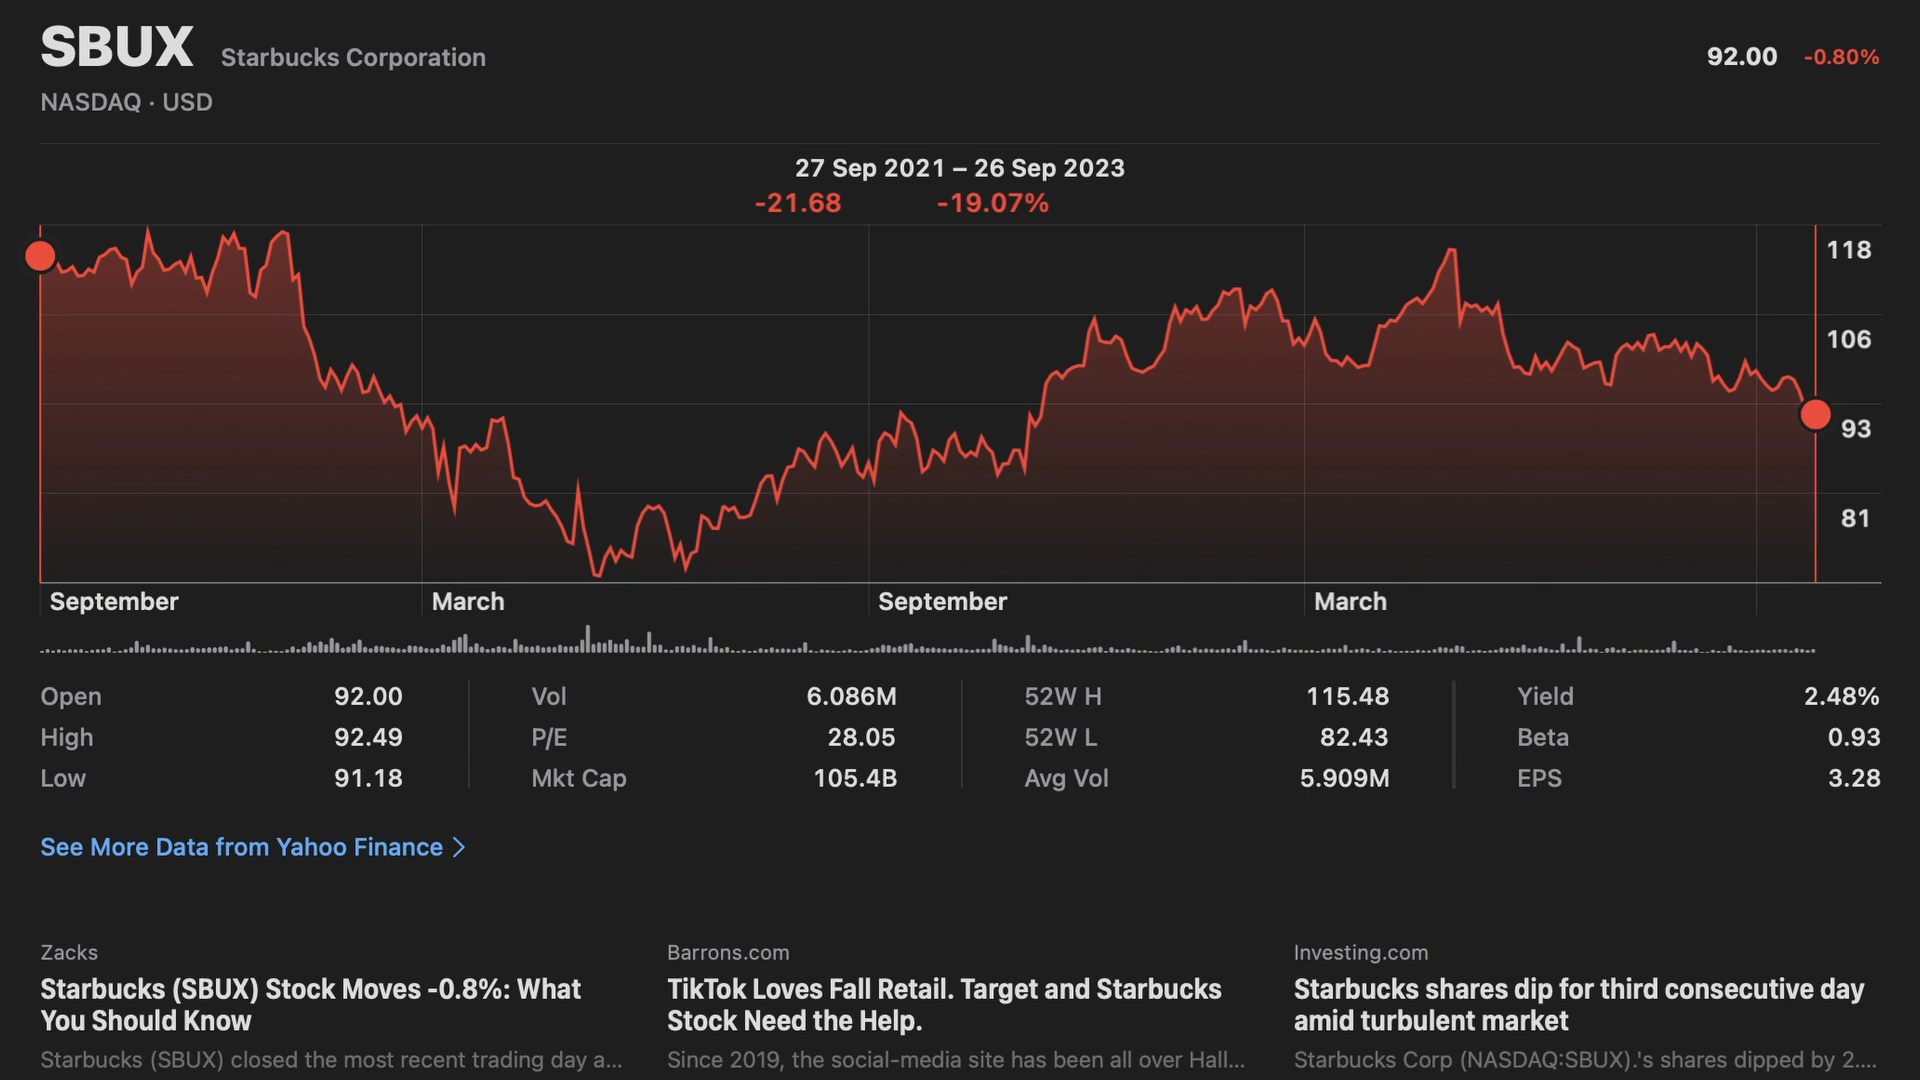 SBUX Starbucks Corporation 92.00 -0.80%
NASDAQ · USD
27 Sep 2021 – 26 Sep 2023
-21.68 -19.07%
118
106
93
81
September March September March
Open 92.00 Vol 6.086M 52W H 115.48 Yield 2.48%
High 92.49 P/E 28.05 52W L 82.43 Beta 0.93
Low 91.18 Mkt Cap 105.4B Avg Vol 5.909M EPS 3.28
See More Data from Yahoo Finance >
Zacks
Starbucks (SBUX) Stock Moves -0.8%: What
You Should Know
Starbucks (SBUX) closed the most recent trading day a...
Barrons.com
TikTok Loves Fall Retail. Target and Starbucks
Stock Need the Help.
Since 2019, the social-media site has been all over Hall...
Investing.com
Starbucks shares dip for third consecutive day
amid turbulent market
Starbucks Corp (NASDAQ:SBUX).'s shares dipped by 2....